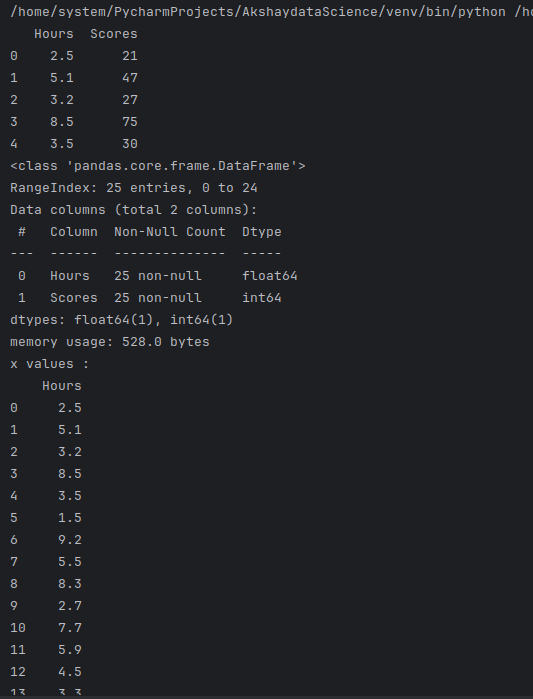 /home/system/PycharmProjects/AkshaydataScience/venv/bin/python /ho
   Hours  Scores
0    2.5      21
1    5.1      47
2    3.2      27
3    8.5      75
4    3.5      30
<class 'pandas.core.frame.DataFrame'>
RangeIndex: 25 entries, 0 to 24
Data columns (total 2 columns):
 #   Column  Non-Null Count  Dtype
---  ------  --------------  -----
 0   Hours   25 non-null     float64
 1   Scores  25 non-null     int64
dtypes: float64(1), int64(1)
memory usage: 528.0 bytes
x values :
    Hours
0     2.5
1     5.1
2     3.2
3     8.5
4     3.5
5     1.5
6     9.2
7     5.5
8     8.3
9     2.7
10    7.7
11    5.9
12    4.5
13    3.3